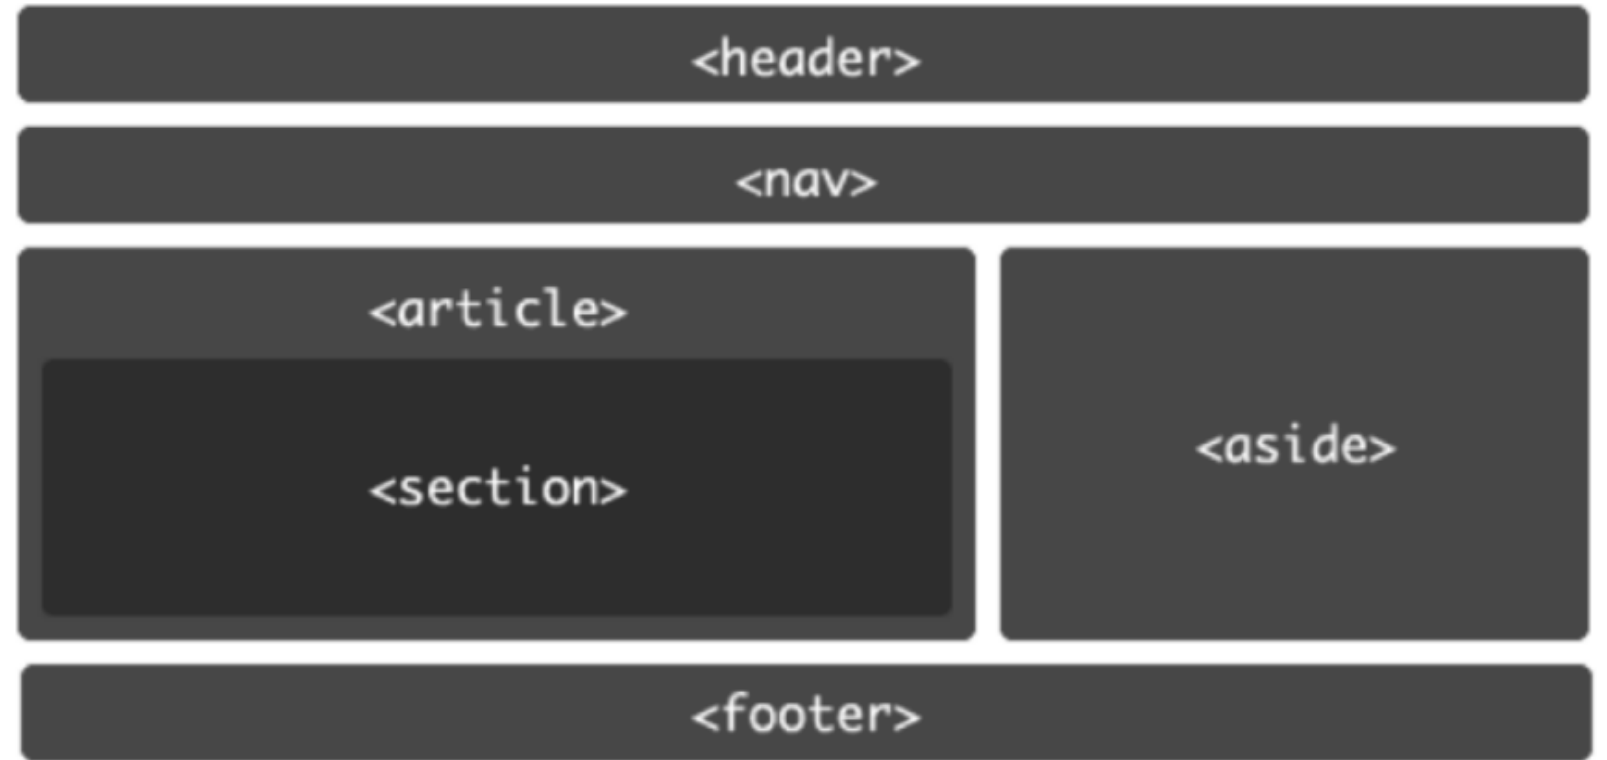 <header>
<nav>
<article>
<section>
<aside>
<footer>